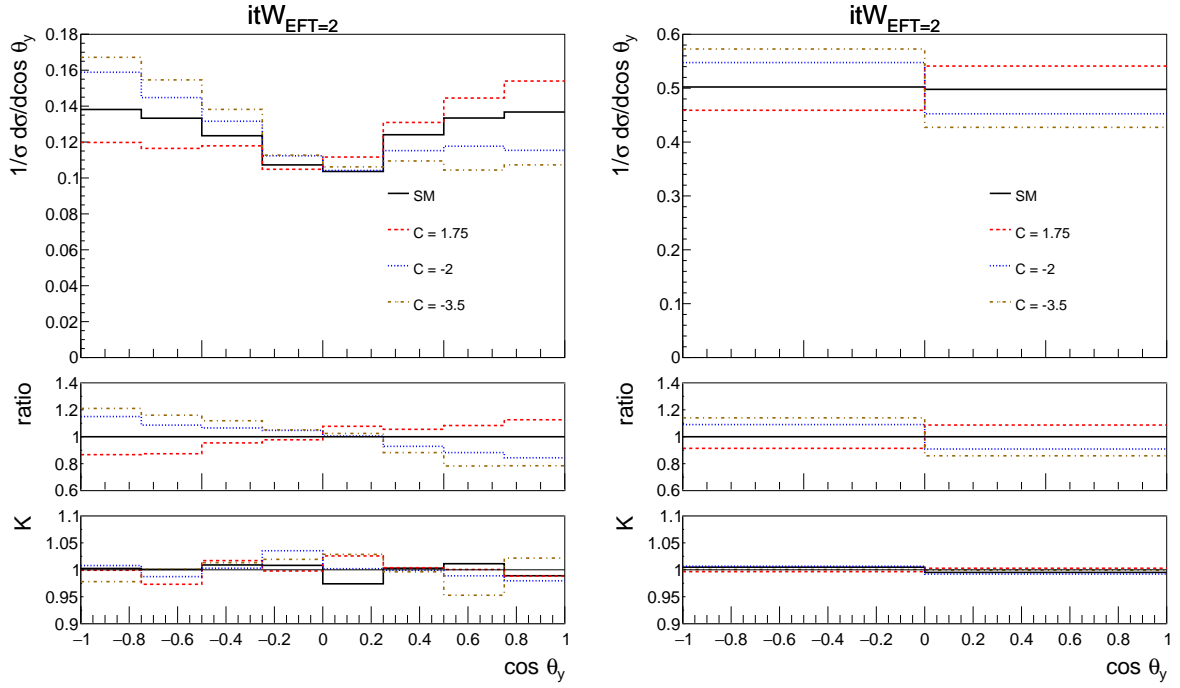 itW_EFT=2
1/σ dσ/dcos θ_y
0.18
0.16
0.14
0.12
0.1
0.08
0.06
0.04
0.02
0
SM
C = 1.75
C = -2
C = -3.5
ratio
1.4
1.2
1
0.8
0.6
K
1.1
1.05
1
0.95
0.9
−1 −0.8 −0.6 −0.4 −0.2 0 0.2 0.4 0.6 0.8 1
cos θ_y
itW_EFT=2
1/σ dσ/dcos θ_y
0.6
0.5
0.4
0.3
0.2
0.1
0
SM
C = 1.75
C = -2
C = -3.5
ratio
1.4
1.2
1
0.8
0.6
K
1.1
1.05
1
0.95
0.9
−1 −0.8 −0.6 −0.4 −0.2 0 0.2 0.4 0.6 0.8 1
cos θ_y